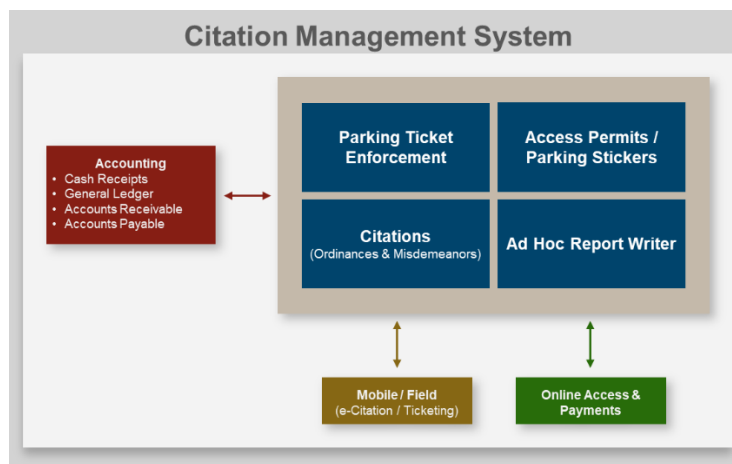 Citation Management System
Accounting
• Cash Receipts
• General Ledger
• Accounts Receivable
• Accounts Payable
Parking Ticket
Enforcement
Access Permits /
Parking Stickers
Citations
(Ordinances & Misdemeanors)
Ad Hoc Report Writer
Mobile / Field
(e-Citation / Ticketing)
Online Access &
Payments